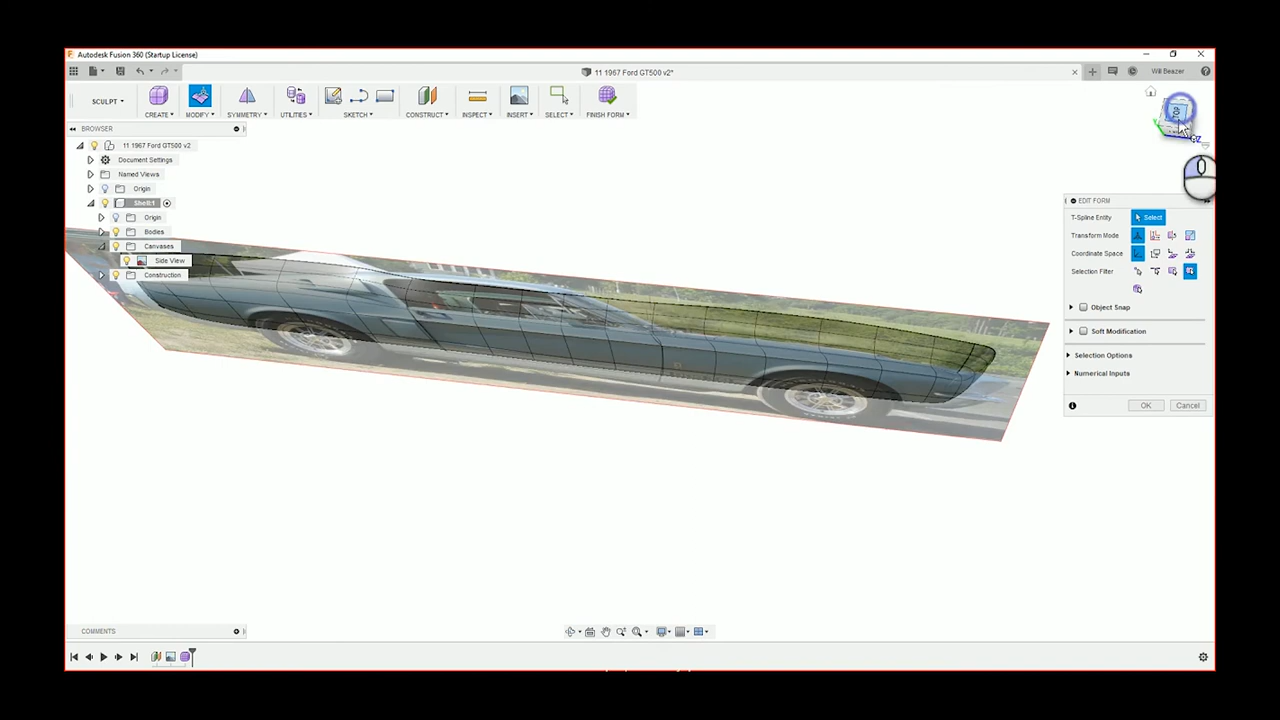 Autodesk Fusion 360 (Startup License)
11 1967 Ford GT500 v2*
Will Beazer
SCULPT
CREATE
MODIFY
SYMMETRY
UTILITIES
SKETCH
CONSTRUCT
INSPECT
INSERT
SELECT
FINISH FORM
BROWSER
11 1967 Ford GT500 v2
Document Settings
Named Views
Origin
Shell:1
Origin
Bodies
Canvases
Side View
Construction
EDIT FORM
T-Spline Entity
Select
Transform Mode
Coordinate Space
Selection Filter
Object Snap
Soft Modification
Selection Options
Numerical Inputs
OK
Cancel
COMMENTS